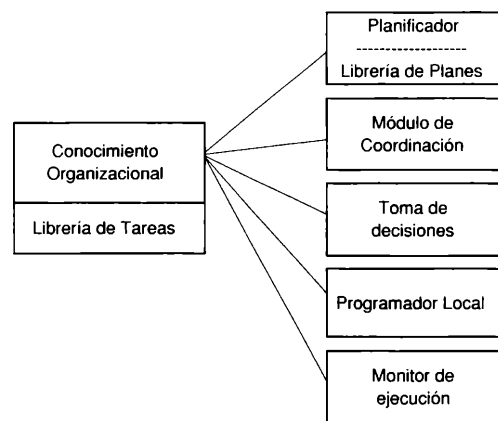 Planificador
Librería de Planes
Conocimiento
Organizacional
Librería de Tareas
Módulo de
Coordinación
Toma de
decisiones
Programador Local
Monitor de
ejecución